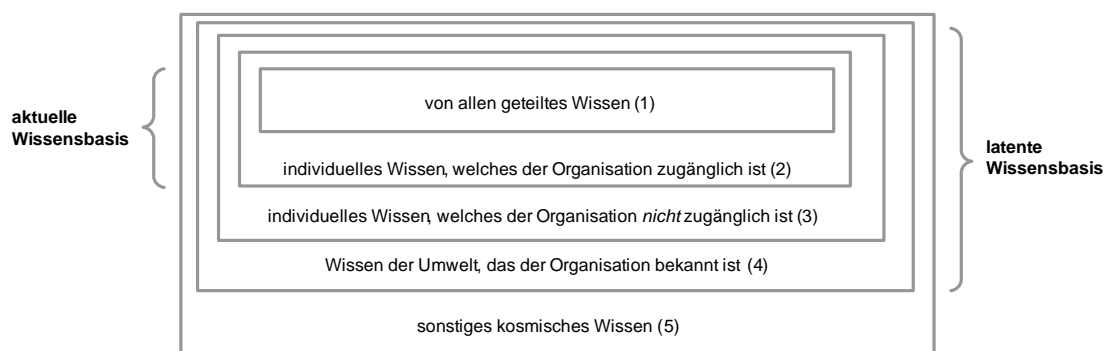 von allen geteiltes Wissen (1)
aktuelle
Wissensbasis
individuelles Wissen, welches der Organisation zugänglich ist (2)
latente
Wissensbasis
individuelles Wissen, welches der Organisation nicht zugänglich ist (3)
Wissen der Umwelt, das der Organisation bekannt ist (4)
sonstiges kosmisches Wissen (5)